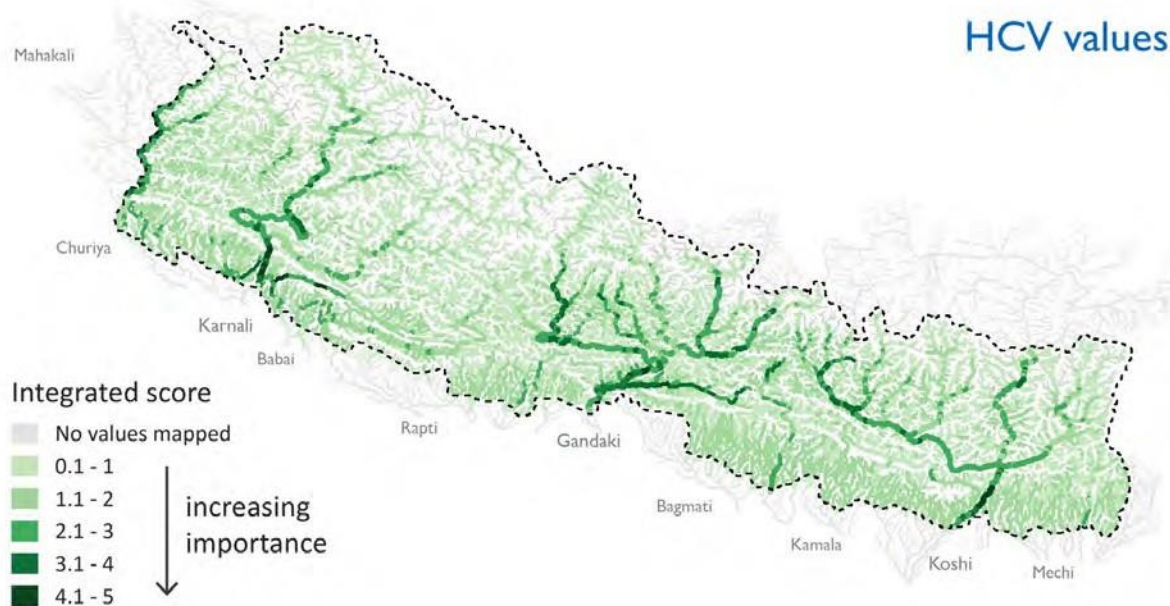 HCV values
Mahakali
Churiya
Karnali
Babai
Rapti
Gandaki
Bagmati
Kamala
Koshi
Mechi
Integrated score
No values mapped
0.1 - 1
1.1 - 2
2.1 - 3
3.1 - 4
4.1 - 5
increasing
importance